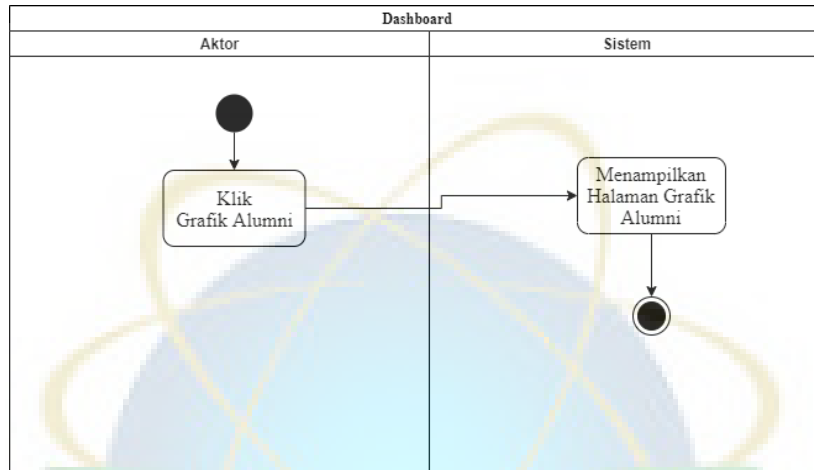 Dashboard
Aktor
Sistem
Klik
Grafik Alumni
Menampilkan
Halaman Grafik
Alumni